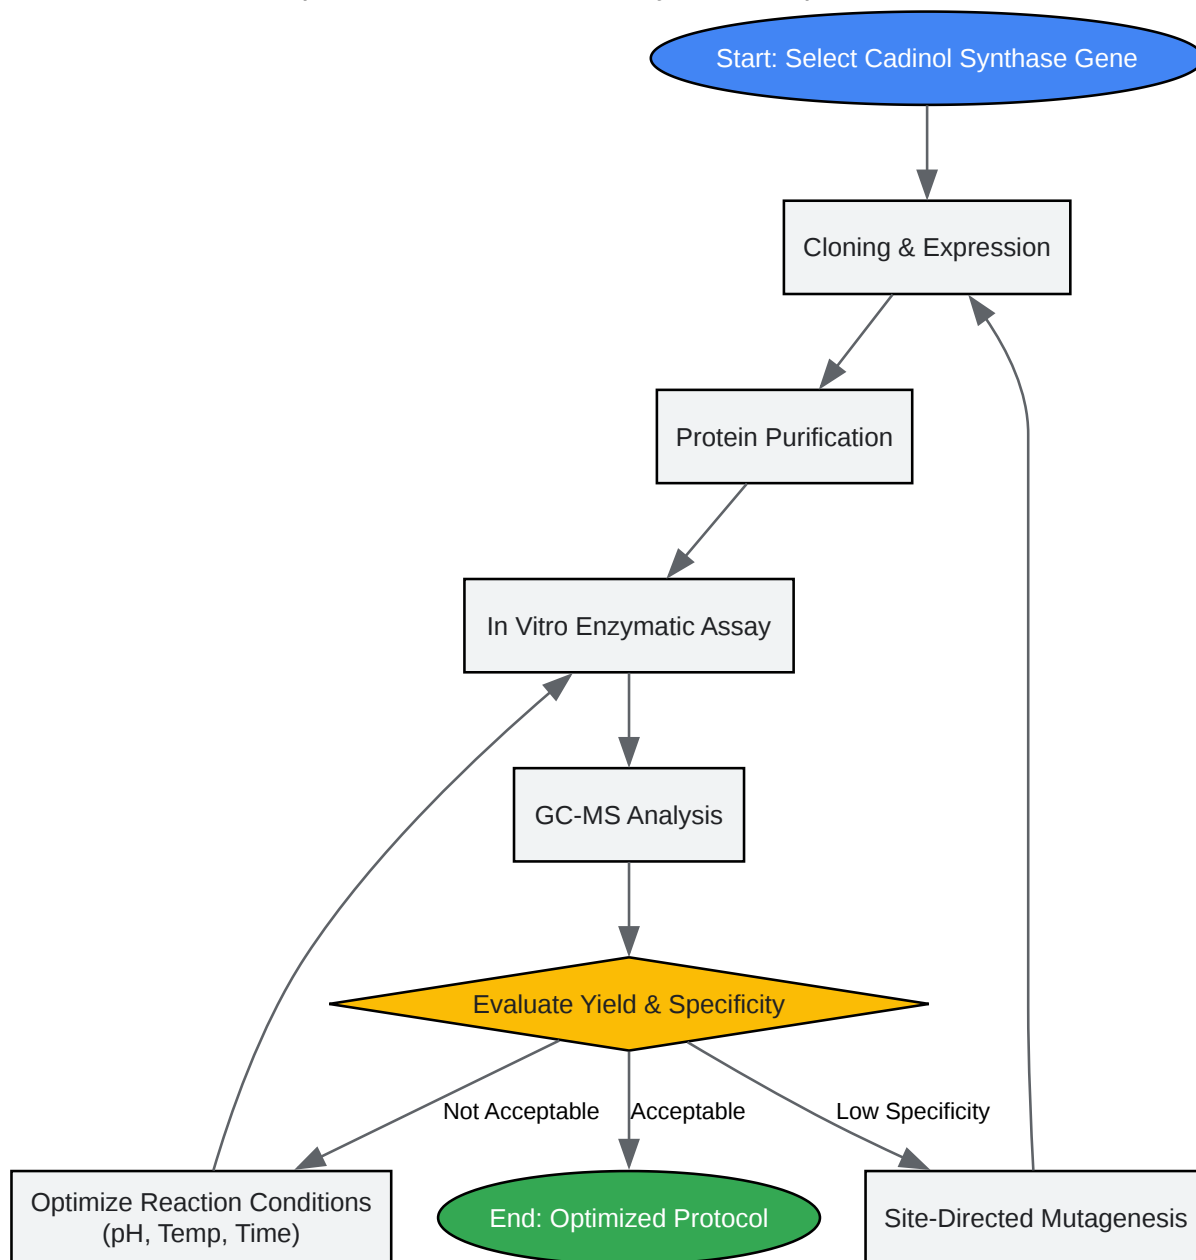 Start: Select Cadinol Synthase Gene
Cloning & Expression
Protein Purification
In Vitro Enzymatic Assay
GC-MS Analysis
Evaluate Yield & Specificity
Not Acceptable
Acceptable
Low Specificity
Optimize Reaction Conditions
(pH, Temp, Time)
End: Optimized Protocol
Site-Directed Mutagenesis